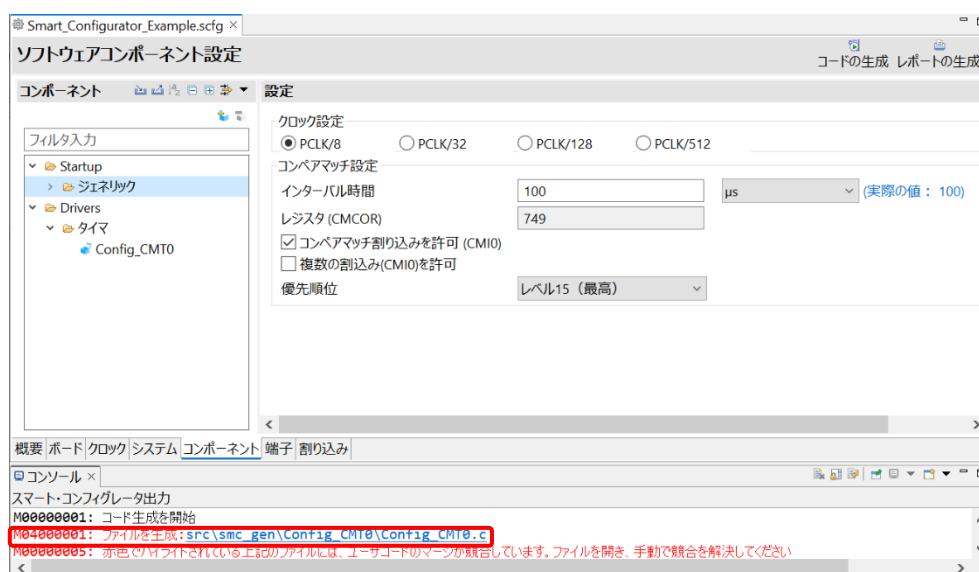 Smart_Configurator_Example.scfg ×
ソフトウェアコンポーネント設定
コードの生成 レポートの生成
コンポーネント
設定
フィルタ入力
Startup
ジェネリック
Drivers
タイマ
Config_CMT0
クロック設定
PCLK/8 PCLK/32 PCLK/128 PCLK/512
コンペアマッチ設定
インターバル時間 100 μs (実際の値: 100)
レジスタ (CMCOR) 749
コンペアマッチ割り込みを許可 (CMI0)
複数の割込み(CMI0)を許可
優先順位 レベル15 (最高)
概要 ボード クロック システム コンポーネント 端子 割り込み
コンソール ×
スマート・コンフィグレータ出力
M00000001: コード生成を開始
M04000001: ファイルを生成:src\smc_gen\Config_CMT0\Config_CMT0.c
M00000005: 赤色でハイライトされている上記のファイルには、ユーザコードのマージが競合しています。ファイルを開き、手動で競合を解決してください